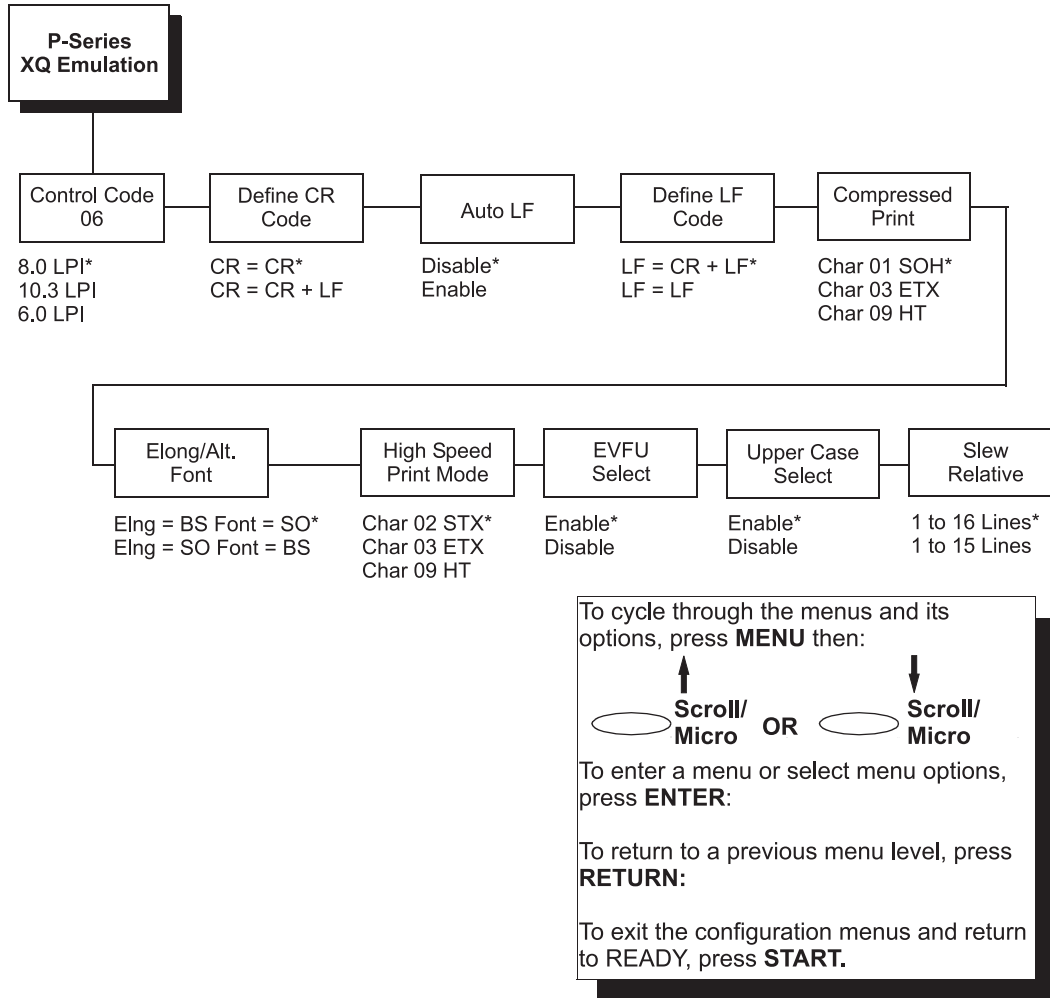 P-Series
XQ Emulation
Control Code
06
8.0 LPI*
10.3 LPI
6.0 LPI
Define CR
Code
CR = CR*
CR = CR + LF
Auto LF
Disable*
Enable
Define LF
Code
LF = CR + LF*
LF = LF
Compressed
Print
Char 01 SOH*
Char 03 ETX
Char 09 HT
Elong/Alt.
Font
Elng = BS Font = SO*
Elng = SO Font = BS
High Speed
Print Mode
Char 02 STX*
Char 03 ETX
Char 09 HT
EVFU
Select
Enable*
Disable
Upper Case
Select
Enable*
Disable
Slew
Relative
1 to 16 Lines*
1 to 15 Lines
To cycle through the menus and its
options, press MENU then:
Scroll/
Micro
OR
Scroll/
Micro
To enter a menu or select menu options,
press ENTER:
To return to a previous menu level, press
RETURN:
To exit the configuration menus and return
to READY, press START.